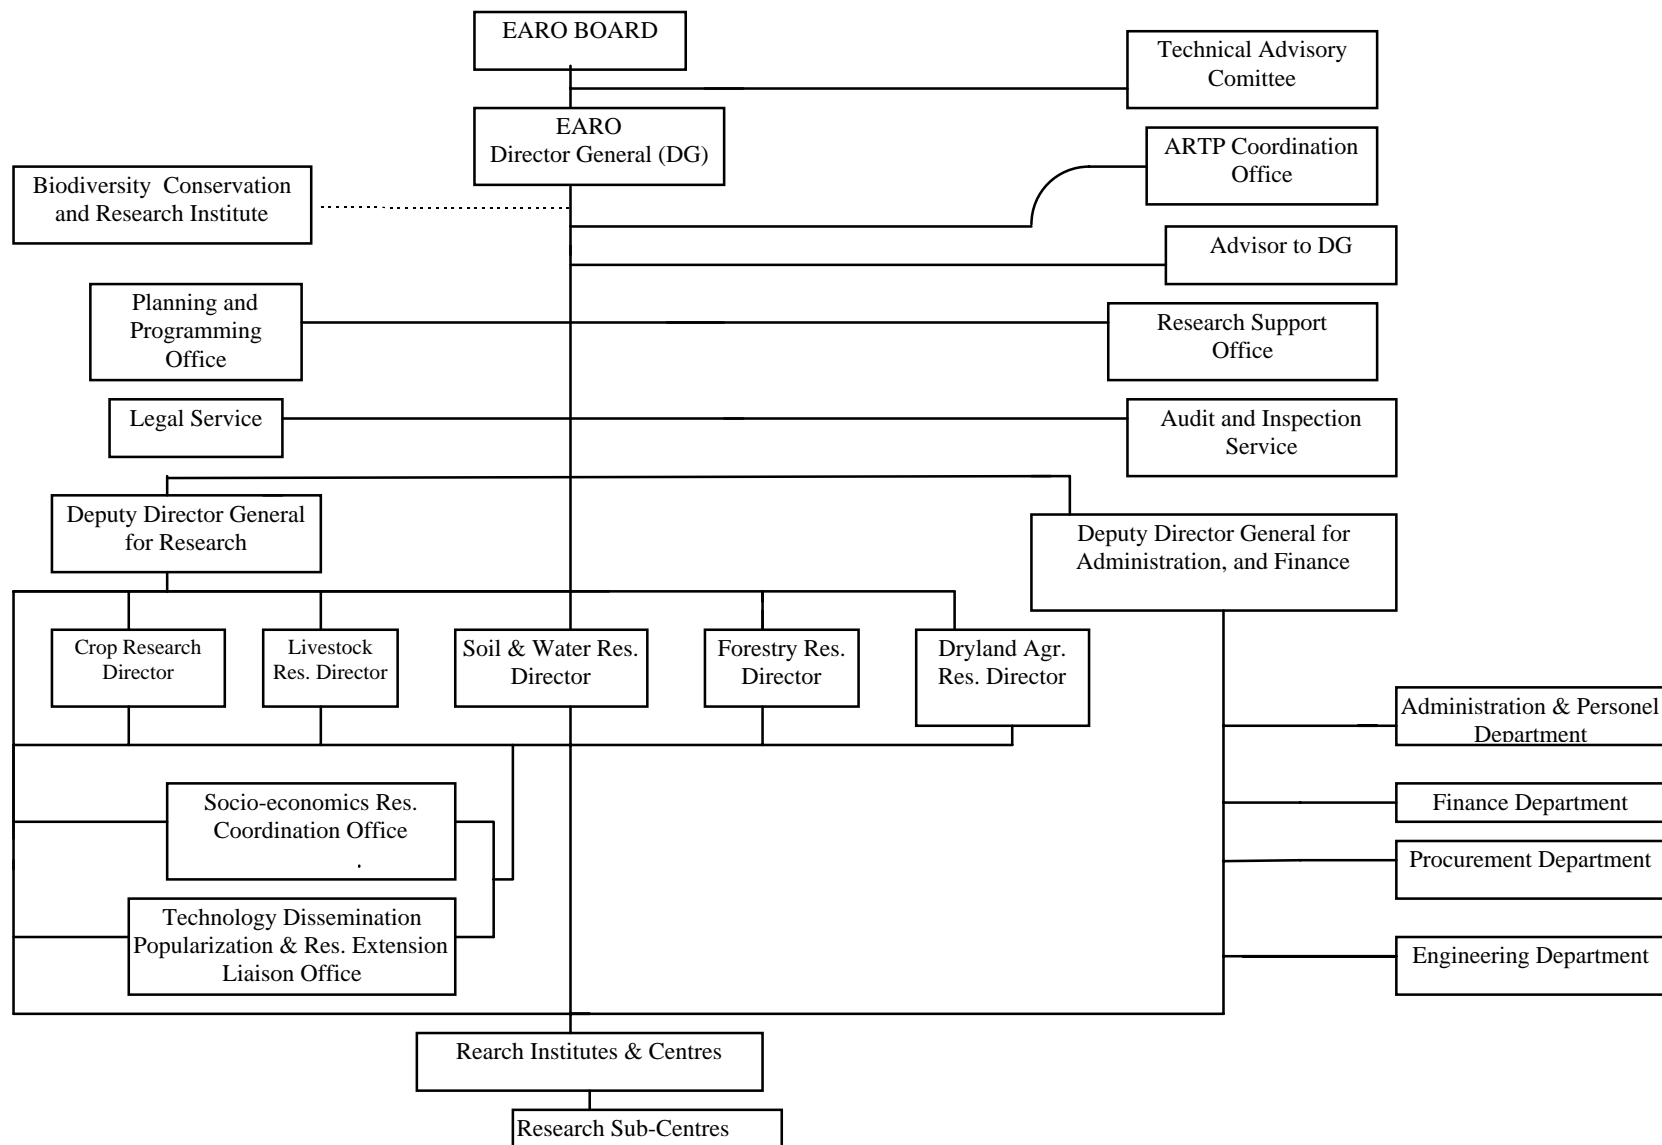 EARO BOARD
Technical Advisory
Comittee
EARO
Director General (DG)
ARTP Coordination
Office
Biodiversity Conservation
and Research Institute
Advisor to DG
Planning and
Programming
Office
Research Support
Office
Legal Service
Audit and Inspection
Service
Deputy Director General
for Research
Deputy Director General for
Administration, and Finance
Crop Research
Director
Livestock
Res. Director
Soil & Water Res.
Director
Forestry Res.
Director
Dryland Agr.
Res. Director
Administration & Personel
Department
Socio-economics Res.
Coordination Office
.
Finance Department
Procurement Department
Technology Dissemination
Popularization & Res. Extension
Liaison Office
Engineering Department
Rearch Institutes & Centres
Research Sub-Centres